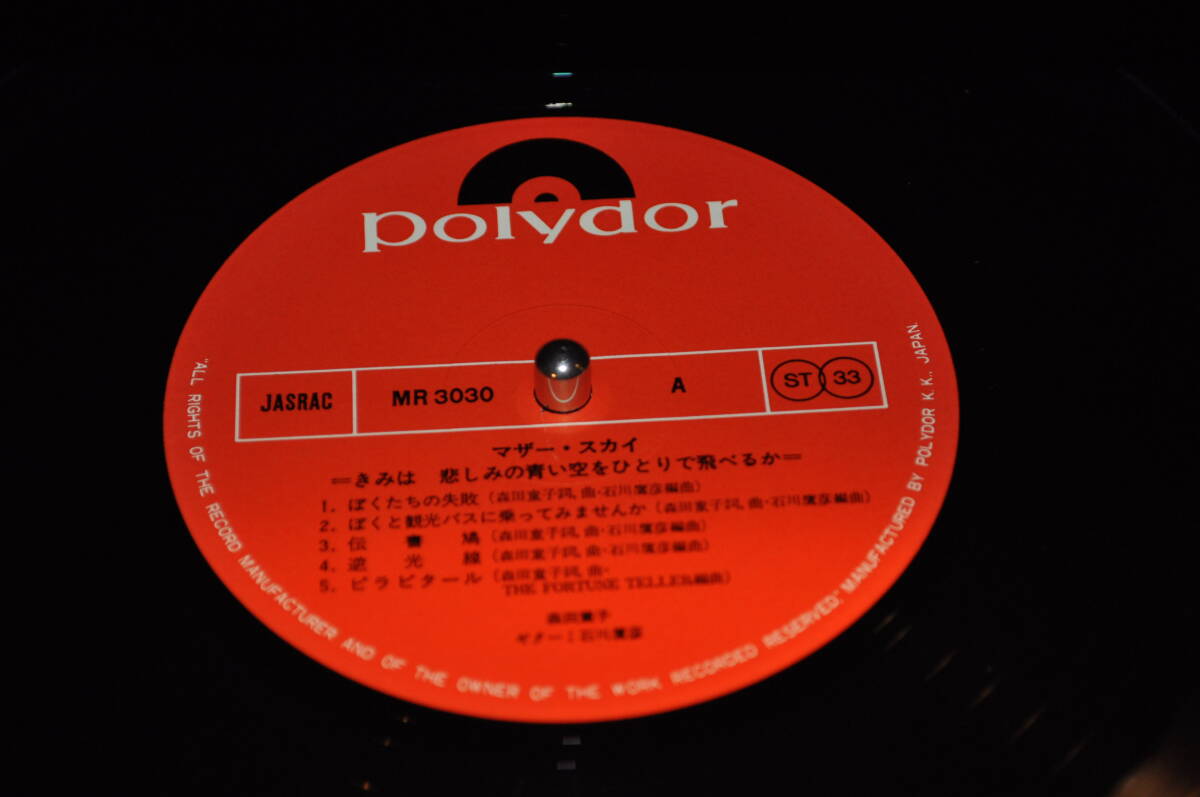 polydor
JASRAC MR 3030 A ST 33
マザー・スカイ
=きみは 悲しみの青い空をひとりで飛べるか=
1. ぼくたちの失敗 (森田童子詞,曲・石川鷹彦編曲)
2. ぼくと観光バスに乗ってみませんか (森田童子詞,曲・石川鷹彦編曲)
3. 伝書鳩 (森田童子詞,曲・石川鷹彦編曲)
4. 逆光線 (森田童子詞,曲・石川鷹彦編曲)
5. ピラビタール (森田童子詞,曲・
THE FORTUNE TELLER編曲)
森田童子
ギター:石川鷹彦
"ALL RIGHTS OF THE RECORD MANUFACTURER AND OF THE OWNER OF THE WORK RECORDED RESERVED," MANUFACTURED BY POLYDOR K.K., JAPAN.